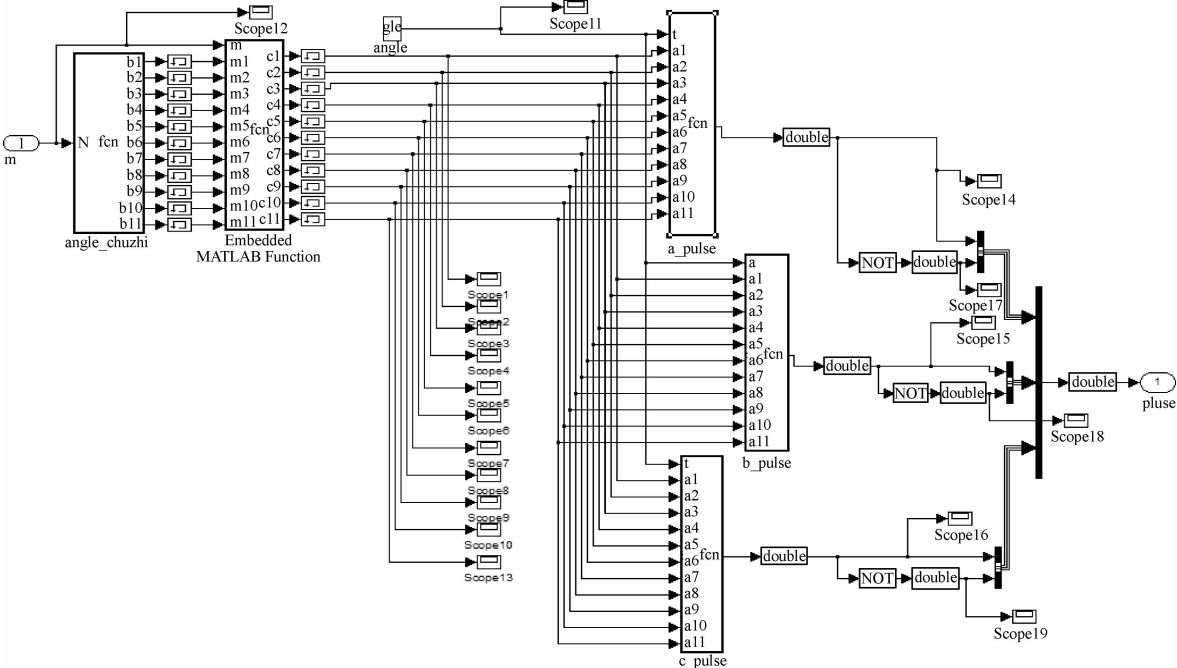 Scope12
Scope11
gle
angle
1
m
N fcn
b1
b2
b3
b4
b5
b6
b7
b8
b9
b10
b11
angle_chuzhi
m
m1
m2
m3
m4
m5
m6
m7
m8
m9
m10
m11
fcn
c1
c2
c3
c4
c5
c6
c7
c8
c9
c10
c11
Embedded
MATLAB Function
t
a1
a2
a3
a4
a5
a6
a7
a8
a9
a10
a11
fcn
a_pulse
double
Scope14
NOT
double
Scope17
Scope1
Scope2
Scope3
Scope4
Scope5
Scope6
Scope7
Scope8
Scope9
Scope10
Scope13
a
a1
a2
a3
a4
a5
a6
a7
a8
a9
a10
a11
fcn
b_pulse
double
Scope15
NOT
double
Scope18
double
1
pluse
t
a1
a2
a3
a4
a5
a6
a7
a8
a9
a10
a11
fcn
c_pulse
double
Scope16
NOT
double
Scope19